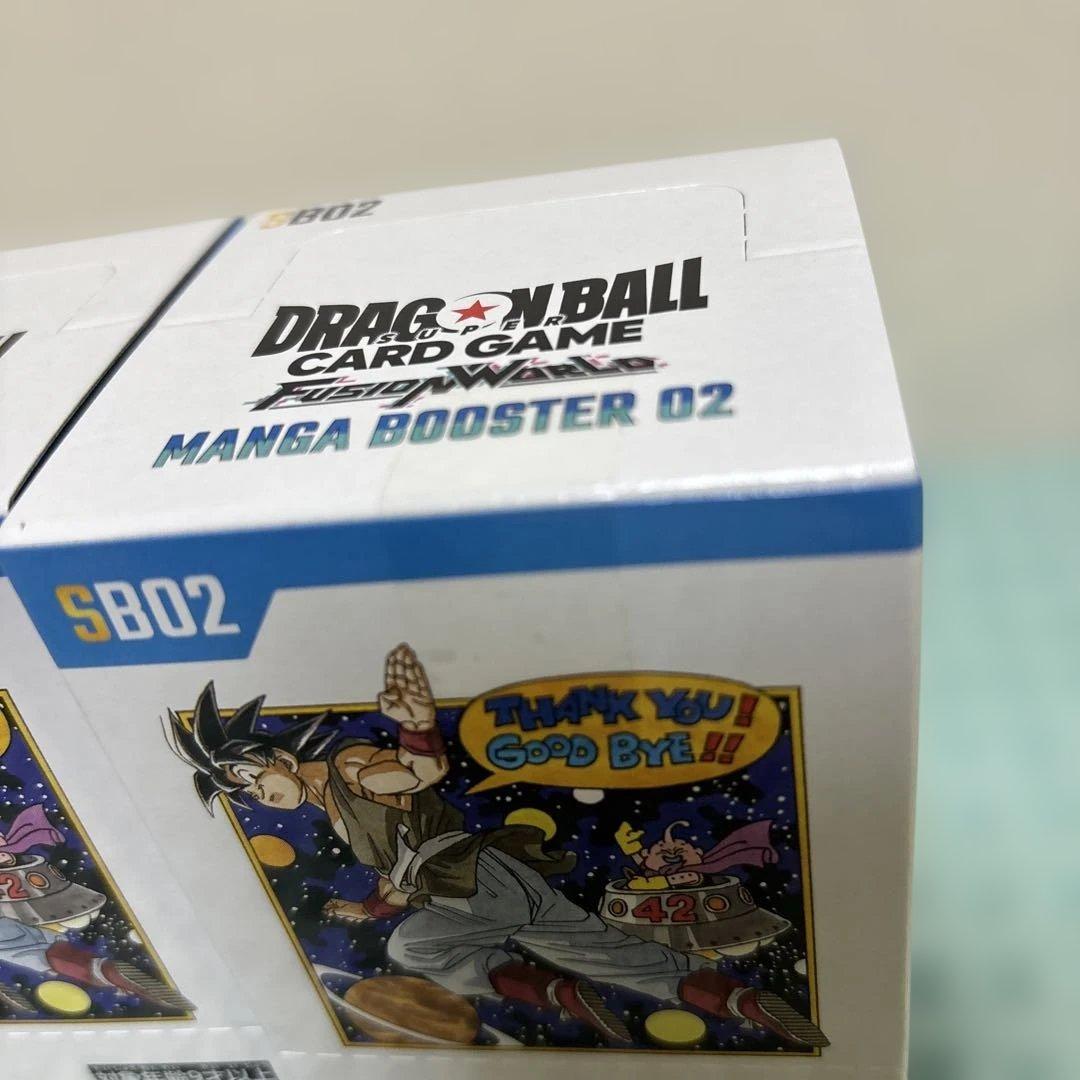 SB02
DRAGON BALL
SUPER
CARD GAME
FUSION WORLD
MANGA BOOSTER 02
SB02
THANK YOU!
GOOD BYE!!
42
42